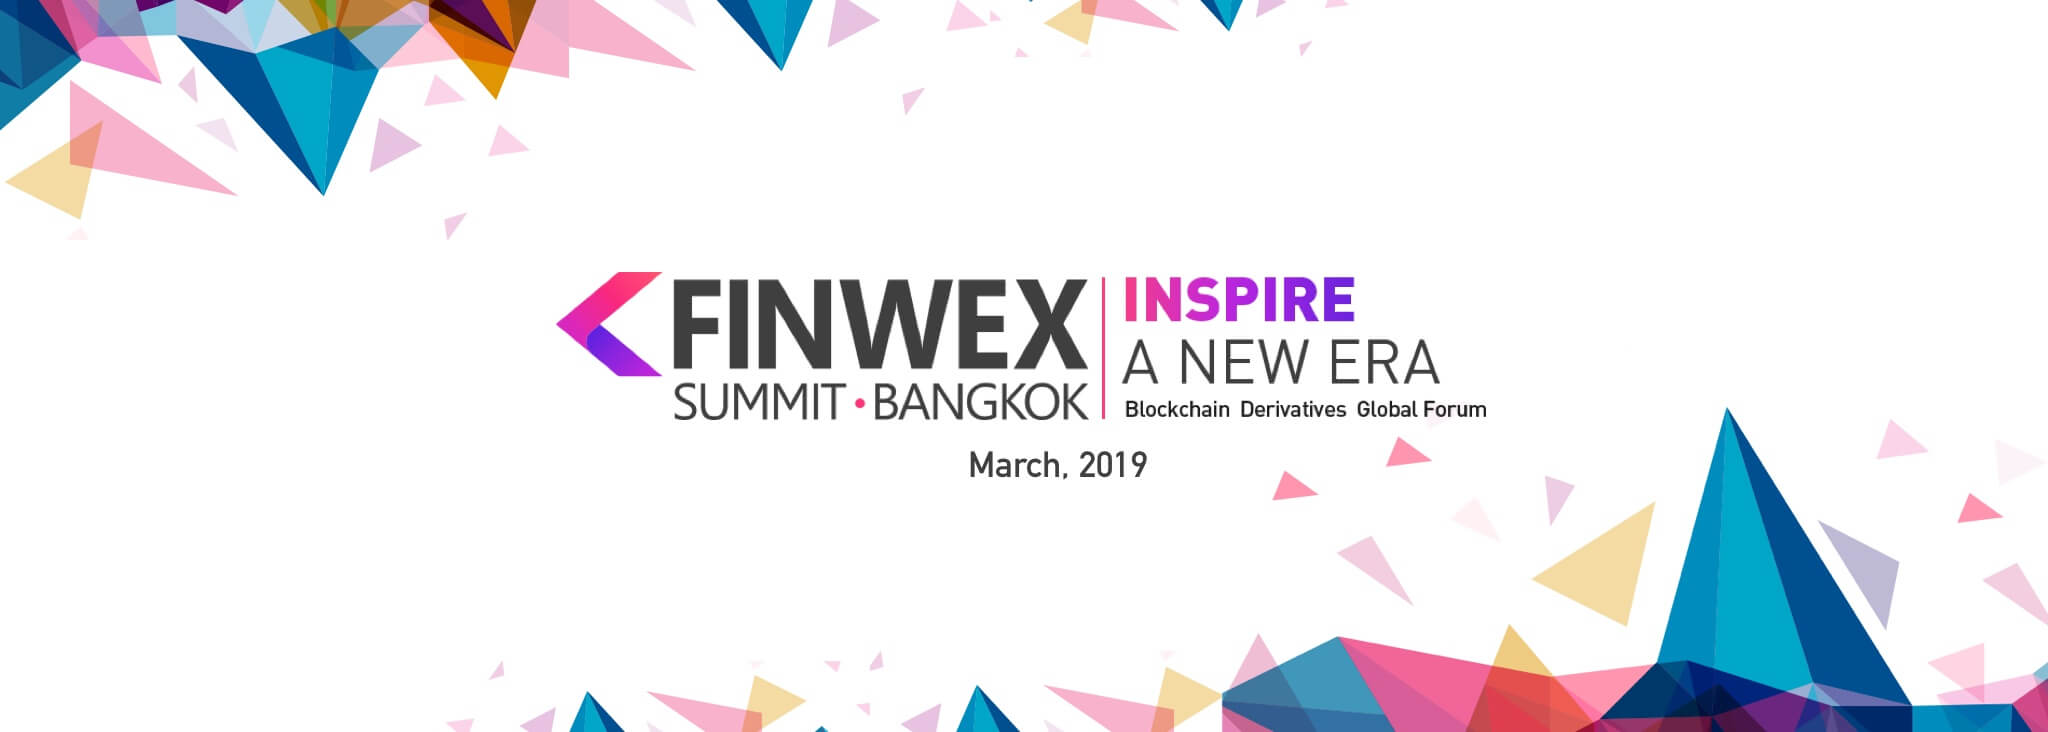 FINWEX
SUMMIT • BANGKOK
INSPIRE
A NEW ERA
Blockchain Derivatives Global Forum
March, 2019